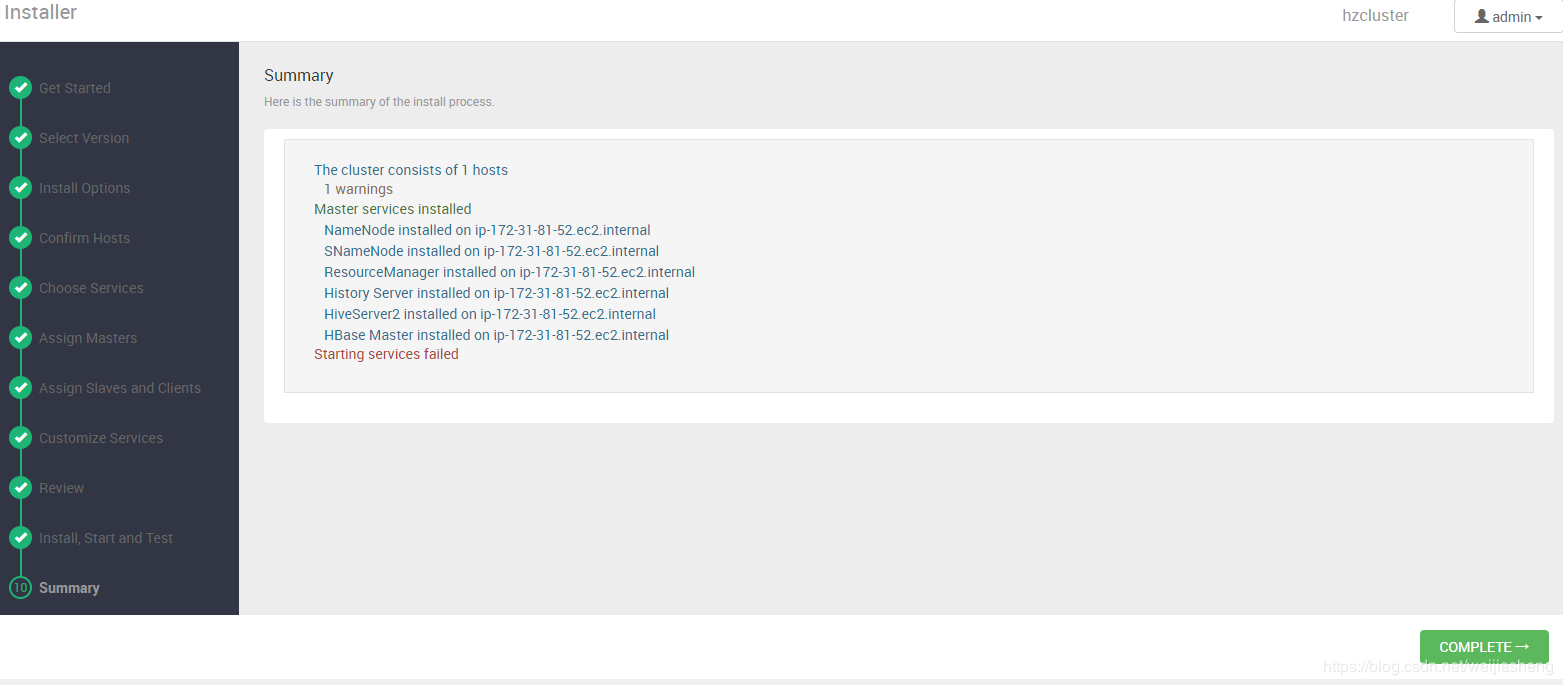 Installer
hzcluster
admin
Get Started
Select Version
Install Options
Confirm Hosts
Choose Services
Assign Masters
Assign Slaves and Clients
Customize Services
Review
Install, Start and Test
10 Summary
Summary
Here is the summary of the install process.
The cluster consists of 1 hosts
1 warnings
Master services installed
NameNode installed on ip-172-31-81-52.ec2.internal
SNameNode installed on ip-172-31-81-52.ec2.internal
ResourceManager installed on ip-172-31-81-52.ec2.internal
History Server installed on ip-172-31-81-52.ec2.internal
HiveServer2 installed on ip-172-31-81-52.ec2.internal
HBase Master installed on ip-172-31-81-52.ec2.internal
Starting services failed
COMPLETE→
https://blog.csdn.net/weijiasheng